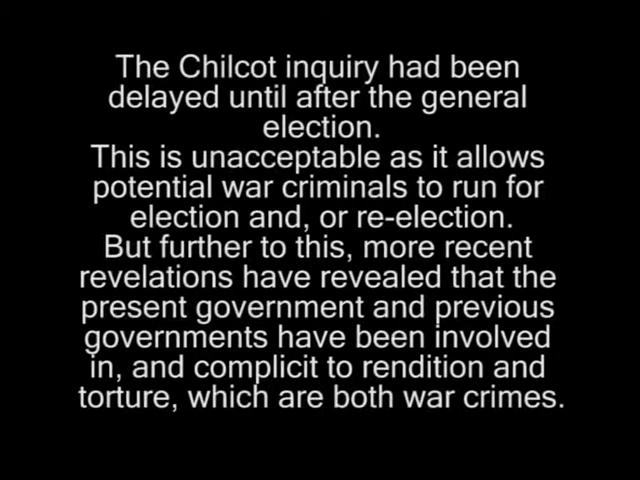 The Chilcot inquiry had been
delayed until after the general
election.
This is unacceptable as it allows
potential war criminals to run for
election and, or re-election.
But further to this, more recent
revelations have revealed that the
present government and previous
governments have been involved
in, and complicit to rendition and
torture, which are both war crimes.